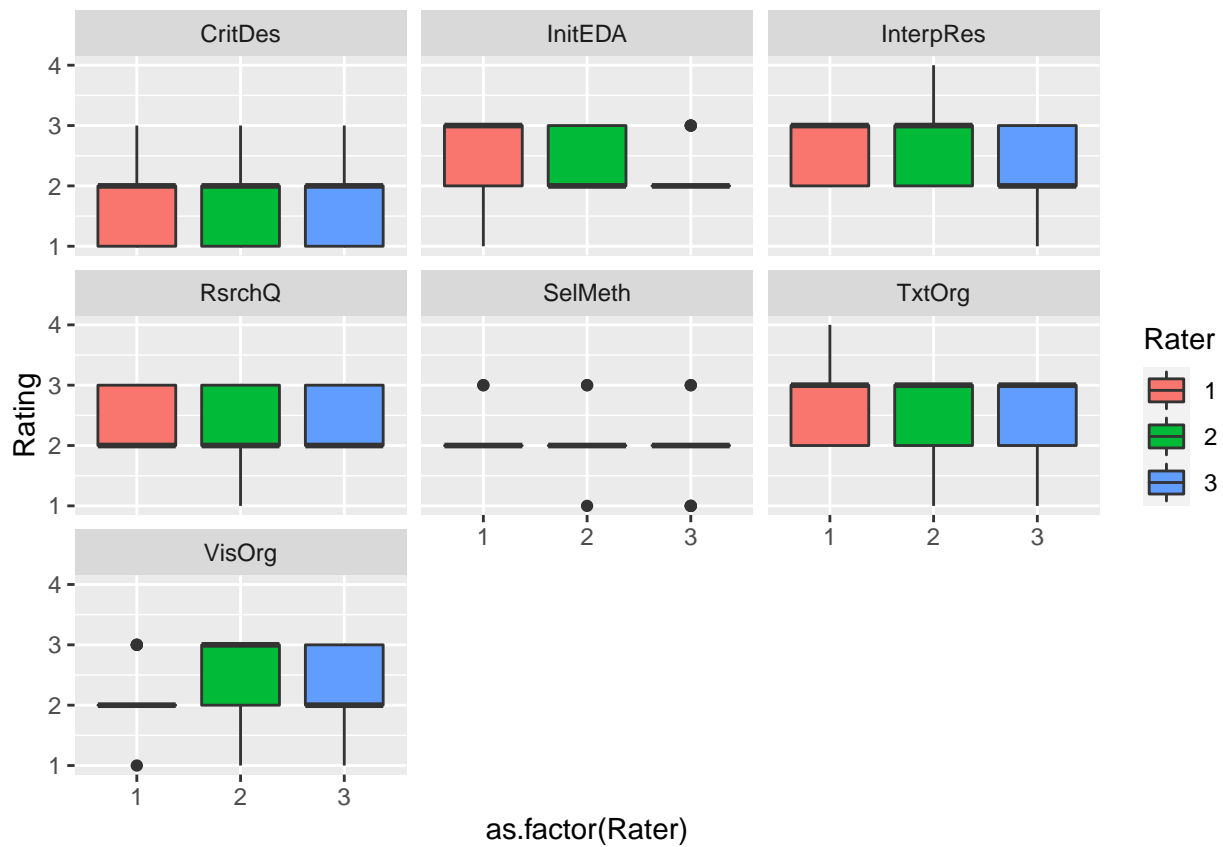 CritDes InitEDA InterpRes
4
3
2
1
RsrchQ SelMeth TxtOrg
4
3
2
1
1 2 3 1 2 3
VisOrg
4
3
2
1
1 2 3
Rating
as.factor(Rater)
Rater
1
2
3